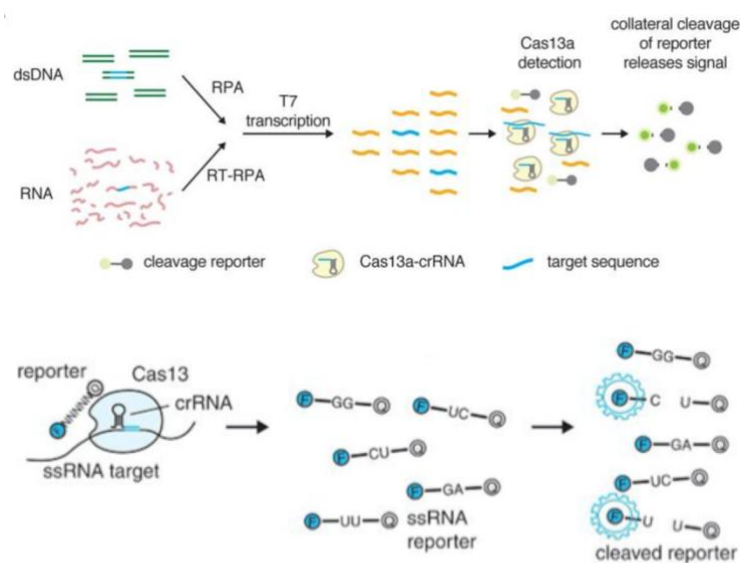 collateral cleavage
of reporter
releases signal
Cas13a
detection
dsDNA
RPA
T7
transcription
RT-RPA
RNA
cleavage reporter
Cas13a-crRNA
target sequence
reporter
Cas13
NNNNNN
Q
F
crRNA
ssRNA target
F-GG-Q
F-UC-Q
F-CU-Q
F-GA-Q
F-UU-Q
ssRNA
reporter
F-GG-Q
F-C U-Q
F-GA-Q
F-UC-Q
F-U U-Q
cleaved reporter